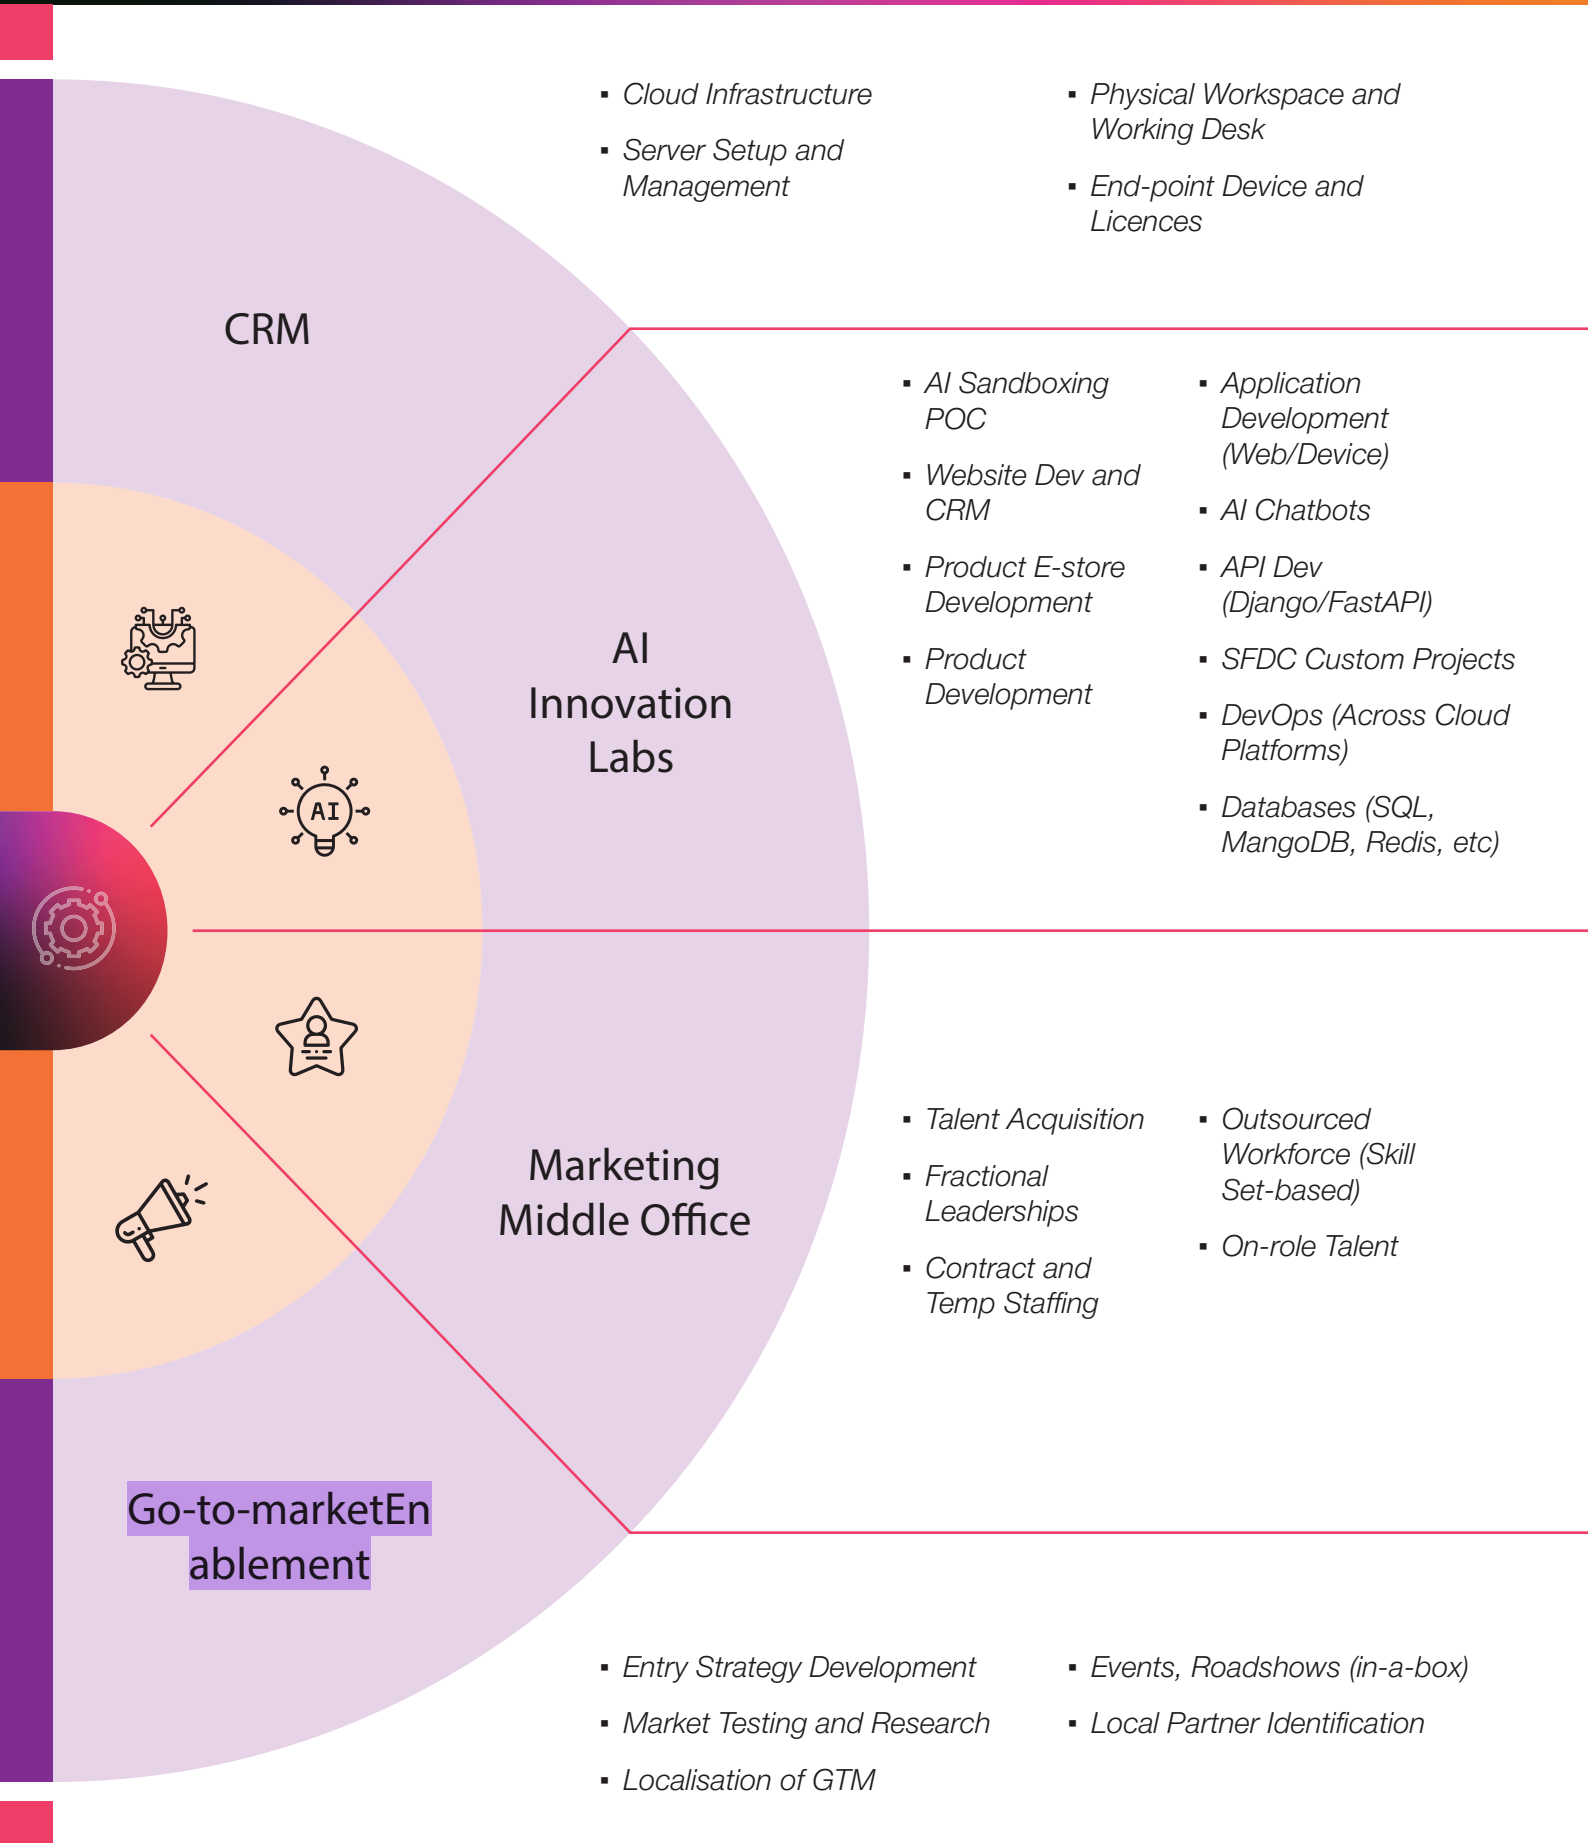 CRM
▪ Cloud Infrastructure
▪ Server Setup and
Management
▪ Physical Workspace and
Working Desk
▪ End-point Device and
Licences
AI
Innovation
Labs
▪ AI Sandboxing
POC
▪ Website Dev and
CRM
▪ Product E-store
Development
▪ Product
Development
▪ Application
Development
(Web/Device)
▪ AI Chatbots
▪ API Dev
(Django/FastAPI)
▪ SFDC Custom Projects
▪ DevOps (Across Cloud
Platforms)
▪ Databases (SQL,
MangoDB, Redis, etc)
AI
Marketing
Middle Office
▪ Talent Acquisition
▪ Fractional
Leaderships
▪ Contract and
Temp Staffing
▪ Outsourced
Workforce (Skill
Set-based)
▪ On-role Talent
Go-to-marketEn
ablement
▪ Entry Strategy Development
▪ Market Testing and Research
▪ Localisation of GTM
▪ Events, Roadshows (in-a-box)
▪ Local Partner Identification